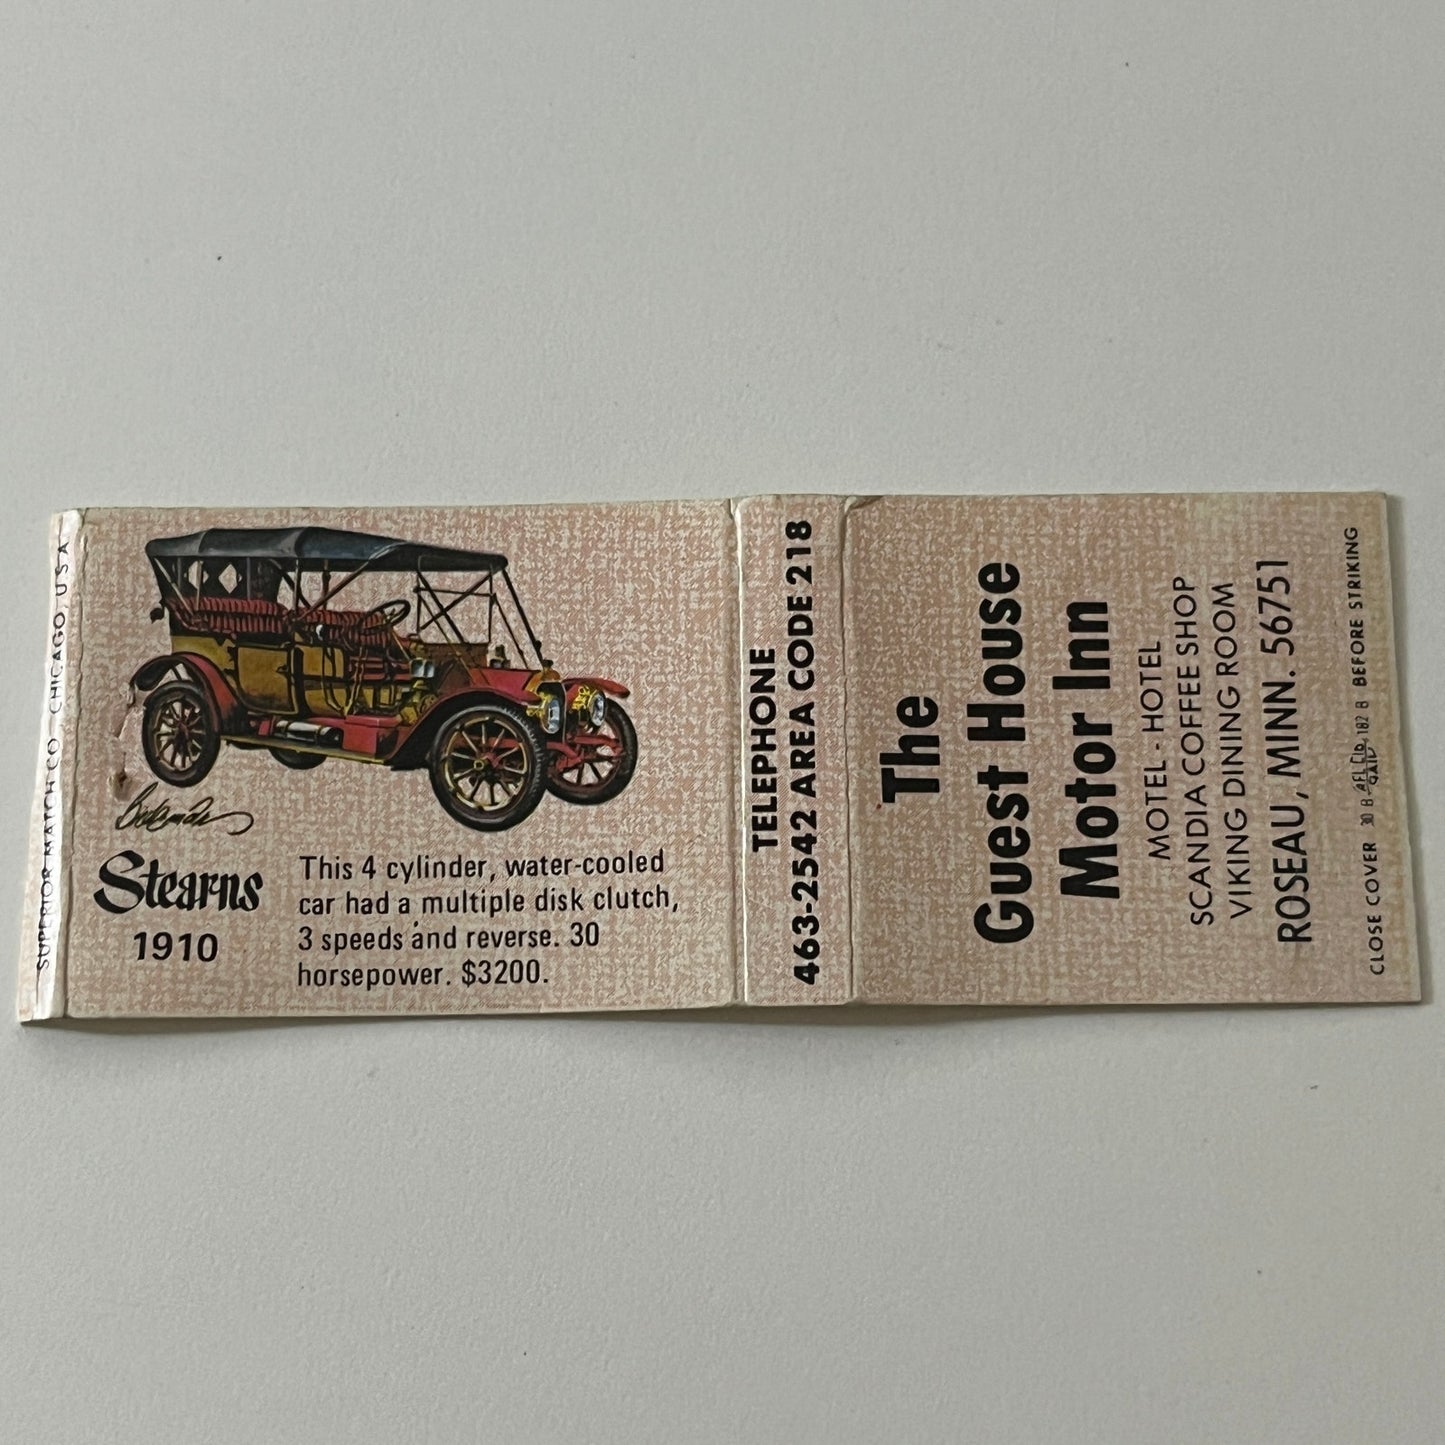 SUPERIOR MATCH CO. CHICAGO, U S A
Stearns
1910
This 4 cylinder, water-cooled
car had a multiple disk clutch,
3 speeds and reverse. 30
horsepower. $3200.
TELEPHONE
463-2542 AREA CODE 218
The
Guest House
Motor Inn
MOTEL - HOTEL
SCANDIA COFFEE SHOP
VIKING DINING ROOM
ROSEAU, MINN. 56751
CLOSE COVER 30 B 182 B BEFORE STRIKING